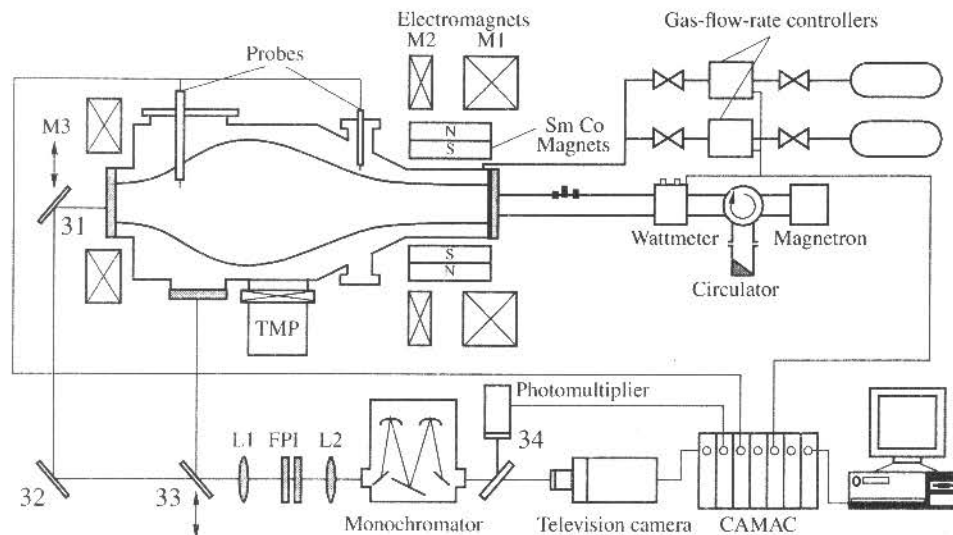 Electromagnets
M2 M1
Gas-flow-rate controllers
Probes
M3
N
S
Sm Co
Magnets
31
S
N
Wattmeter
Magnetron
Circulator
TMP
Photomultiplier
34
L1 FPI L2
32
33
Monochromator
Television camera
CAMAC